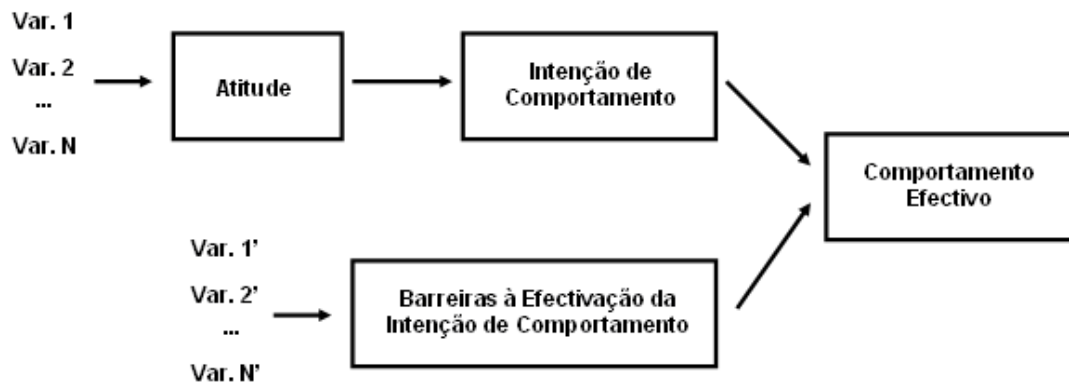 Var. 1
Var. 2
...
Var. N
Atitude
Intenção de
Comportamento
Comportamento
Efectivo
Var. 1’
Var. 2’
...
Var. N’
Barreiras à Efectivação da
Intenção de Comportamento